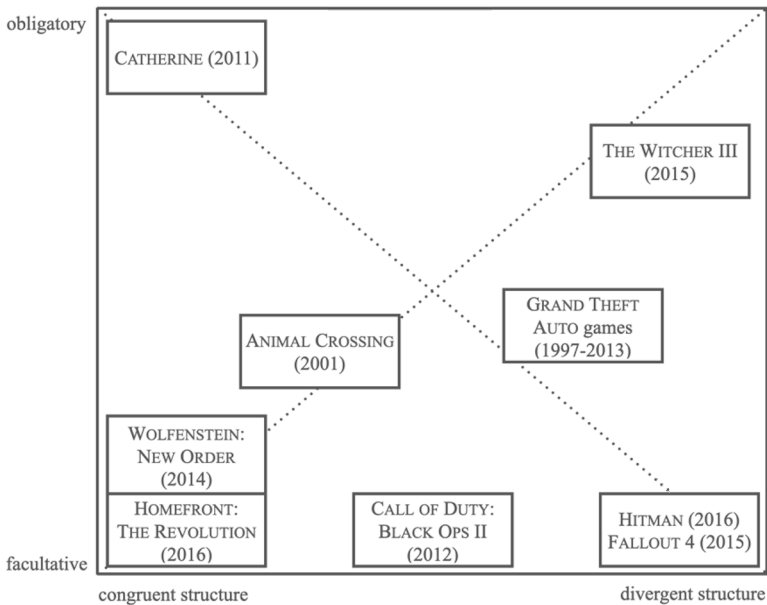 obligatory
CATHERINE (2011)
THE WITCHER III
(2015)
GRAND THEFT
AUTO games
(1997-2013)
ANIMAL CROSSING
(2001)
WOLFENSTEIN:
NEW ORDER
(2014)
HOMEFRONT:
THE REVOLUTION
(2016)
CALL OF DUTY:
BLACK OPS II
(2012)
HITMAN (2016)
FALLOUT 4 (2015)
facultative
congruent structure
divergent structure